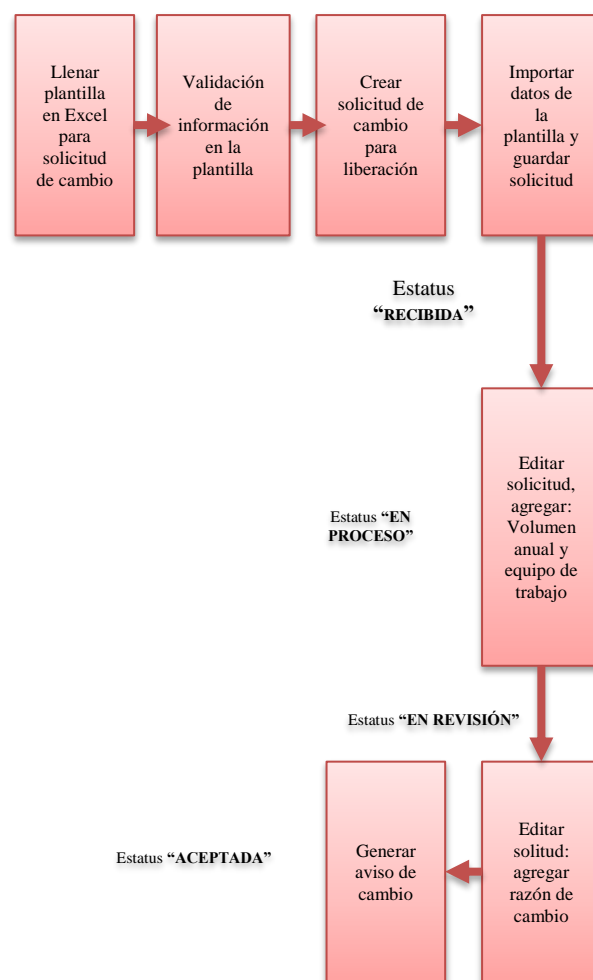 Llenar
plantilla
en Excel
para
solicitud
de cambio
Validación
de
información
en la
plantilla
Crear
solicitud de
cambio
para
liberación
Importar
datos de
la
plantilla y
guardar
solicitud
Estatus
“RECIBIDA”
Editar
solicitud,
agregar:
Volumen
anual y
equipo de
trabajo
Estatus “EN
PROCESO”
Estatus “EN REVISIÓN”
Editar
solitud:
agregar
razón de
cambio
Generar
aviso de
cambio
Estatus “ACEPTADA”